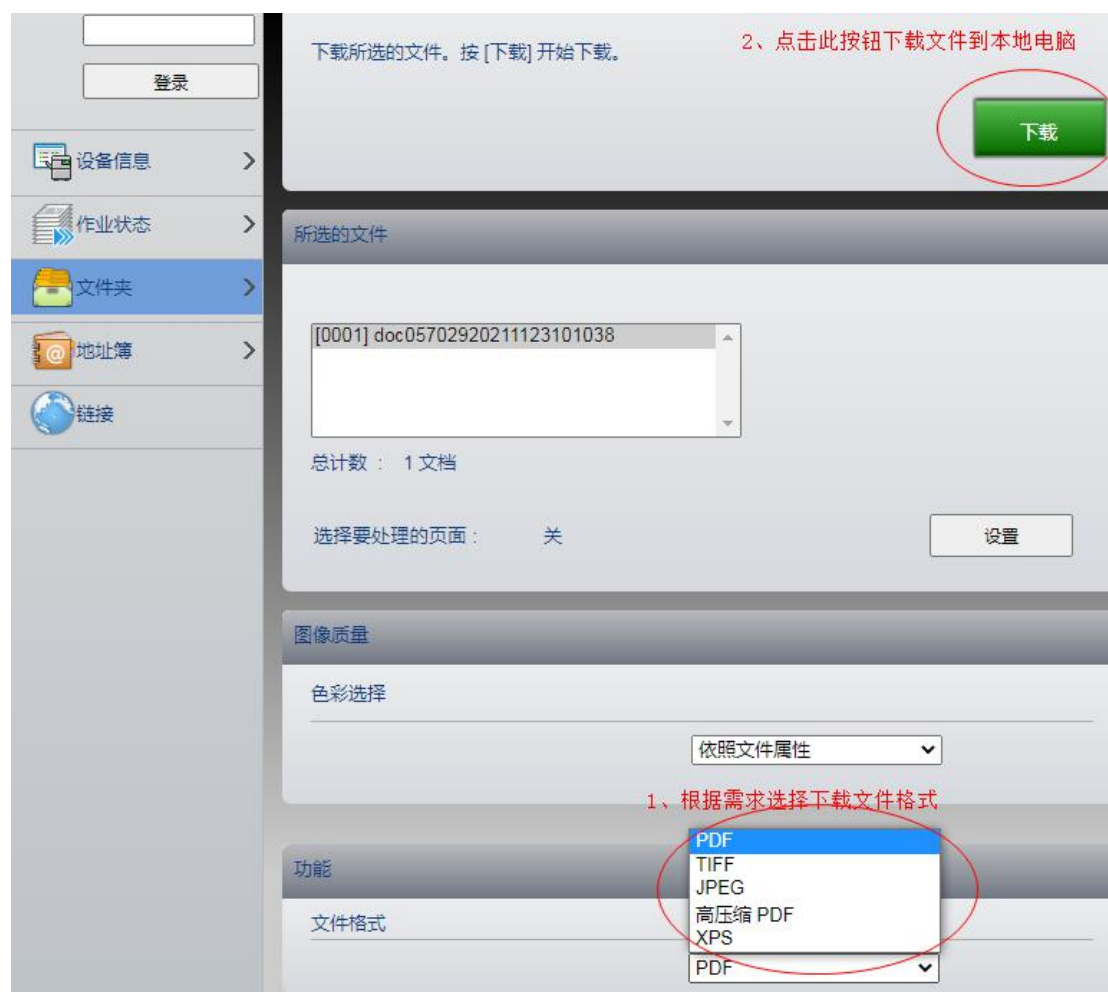 登录
设备信息
作业状态
文件夹
地址簿
链接
下载所选的文件。按 [下载] 开始下载。
2、点击此按钮下载文件到本地电脑
下载
所选的文件
[0001] doc05702920211123101038
总计数 : 1 文档
选择要处理的页面 : 关
设置
图像质量
色彩选择
依照文件属性
1、根据需求选择下载文件格式
功能
文件格式
PDF
TIFF
JPEG
高压缩 PDF
XPS
PDF